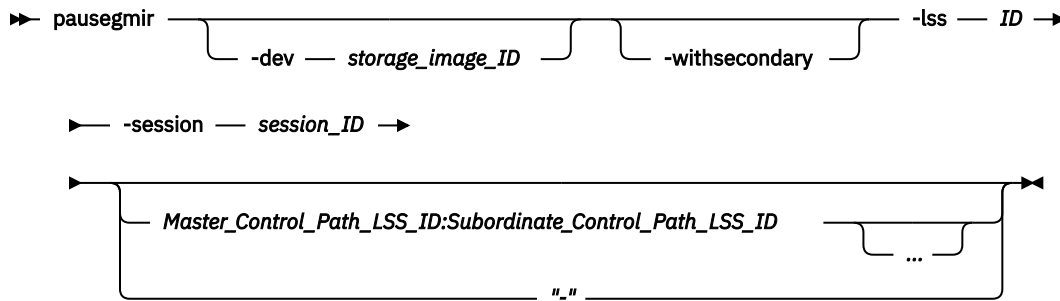 pausegmir -lss ID
-dev storage_image_ID -withsecondary
-session session_ID
Master_Control_Path_LSS_ID:Subordinate_Control_Path_LSS_ID
...
"-"